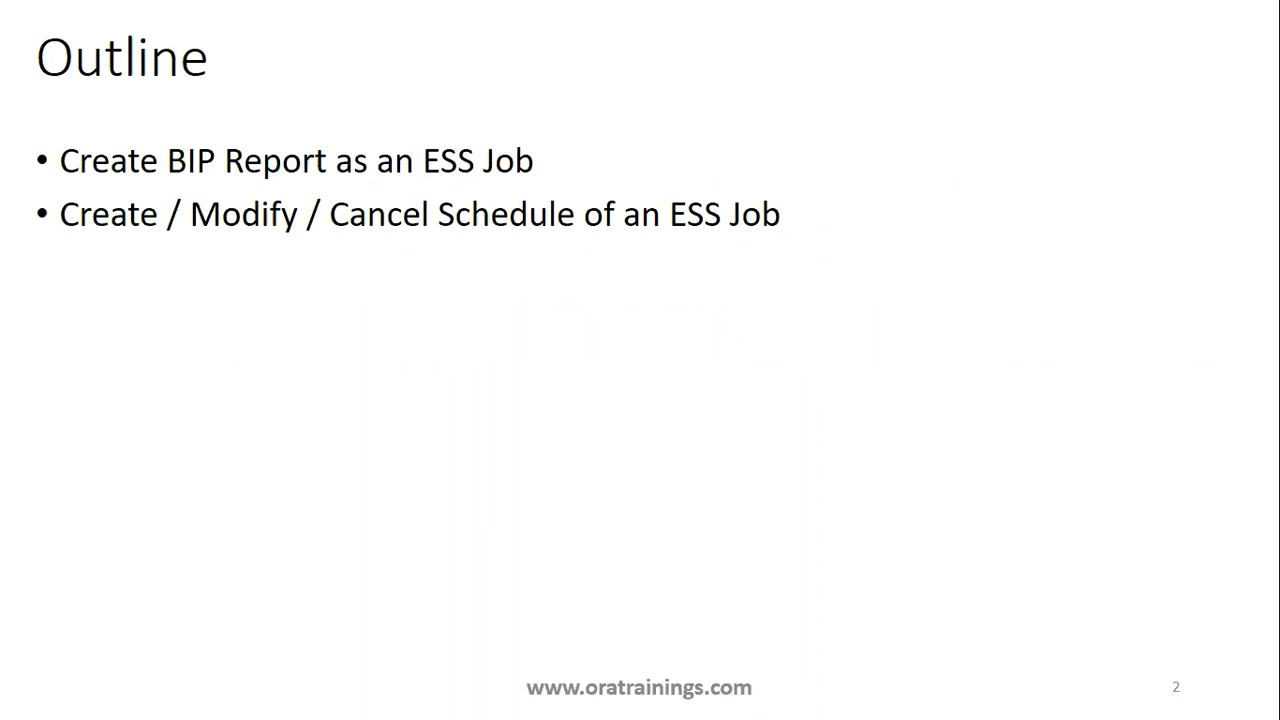 Outline
• Create BIP Report as an ESS Job
• Create / Modify / Cancel Schedule of an ESS Job
www.oratrainings.com
2